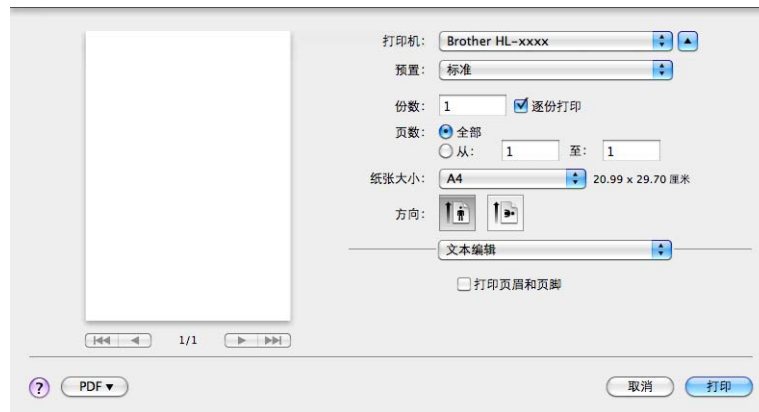 打印机: Brother HL-xxxx
预置: 标准
份数: 1 逐份打印
页数: 全部
从: 1 至: 1
纸张大小: A4 20.99 x 29.70 厘米
方向:
文本编辑
打印页眉和页脚
1/1
? PDF▼ 取消 打印